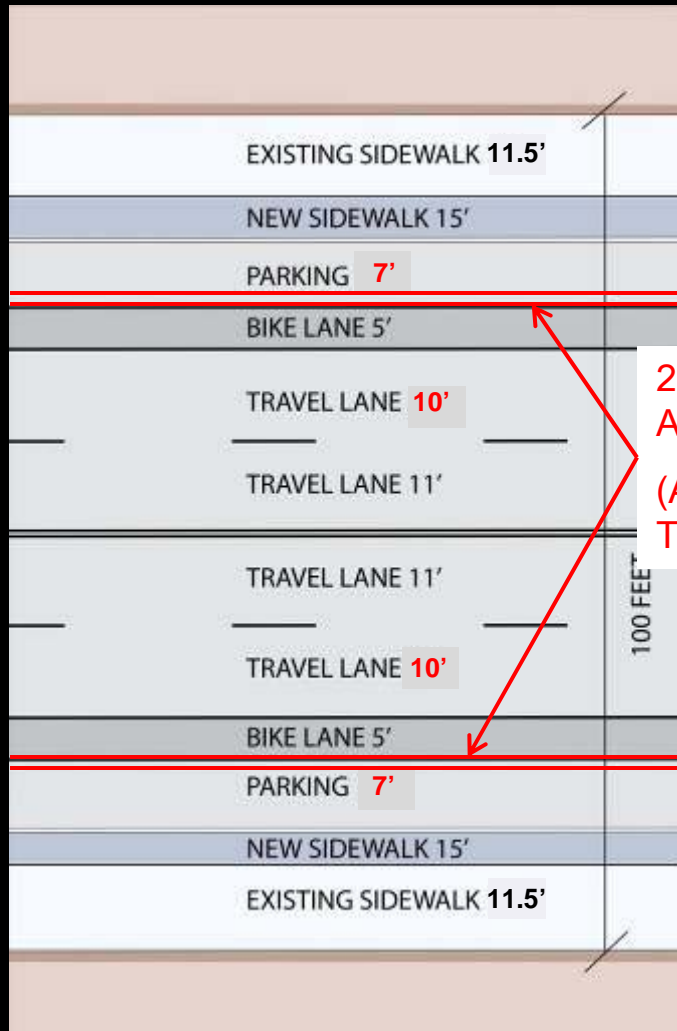 EXISTING SIDEWALK 11.5’
NEW SIDEWALK 15’
PARKING 7’
BIKE LANE 5’
TRAVEL LANE 10’
TRAVEL LANE 11’
TRAVEL LANE 11’
TRAVEL LANE 10’
BIKE LANE 5’
PARKING 7’
NEW SIDEWALK 15’
EXISTING SIDEWALK 11.5’
2
A
(A
T
100 FEET